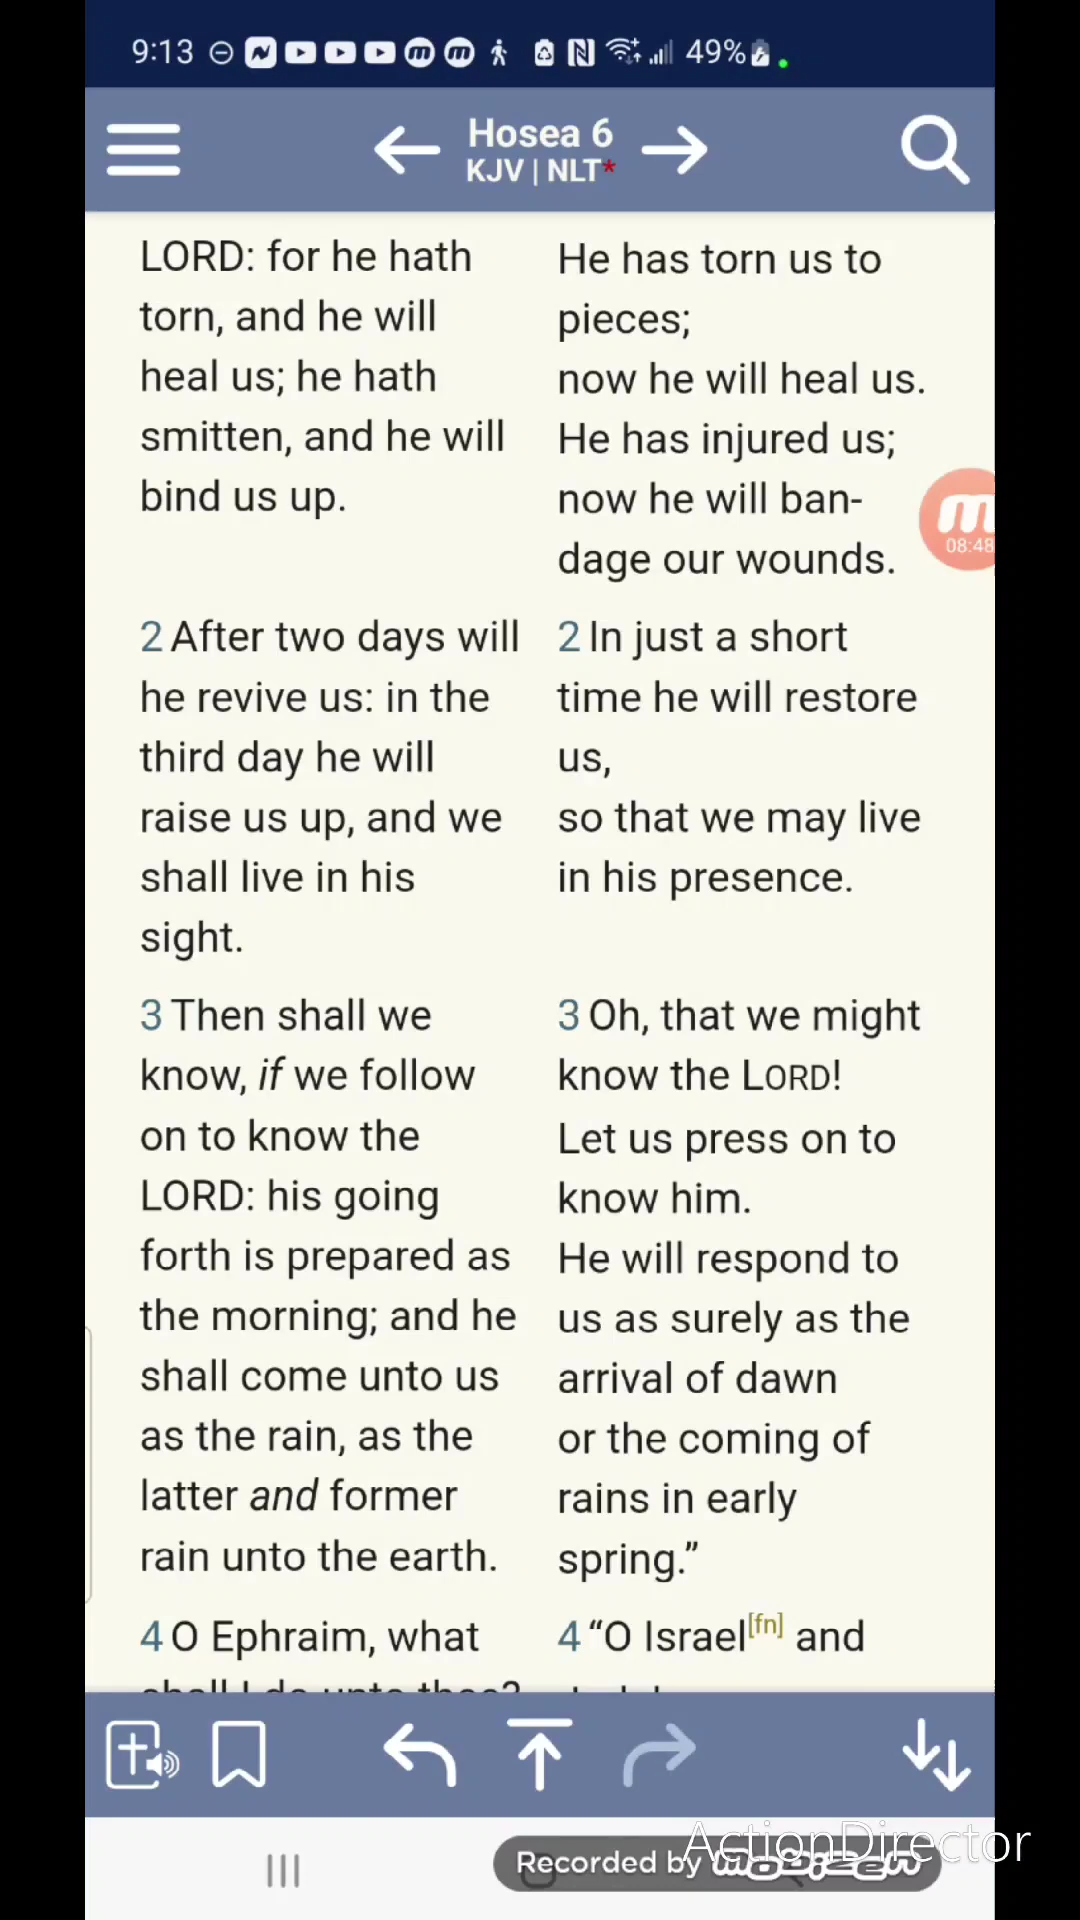 9:13
49%
Hosea 6
KJV | NLT*
LORD: for he hath
torn, and he will
heal us; he hath
smitten, and he will
bind us up.
He has torn us to
pieces;
now he will heal us.
He has injured us;
now he will ban-
dage our wounds.
08:48
2 After two days will
he revive us: in the
third day he will
raise us up, and we
shall live in his
sight.
2 In just a short
time he will restore
us,
so that we may live
in his presence.
3 Then shall we
know, if we follow
on to know the
LORD: his going
forth is prepared as
the morning; and he
shall come unto us
as the rain, as the
latter and former
rain unto the earth.
3 Oh, that we might
know the LORD!
Let us press on to
know him.
He will respond to
us as surely as the
arrival of dawn
or the coming of
rains in early
spring.”
4 O Ephraim, what
shall I do unto thee?
4 “O Israel[fn] and
ActionDirector
Recorded by mobizen